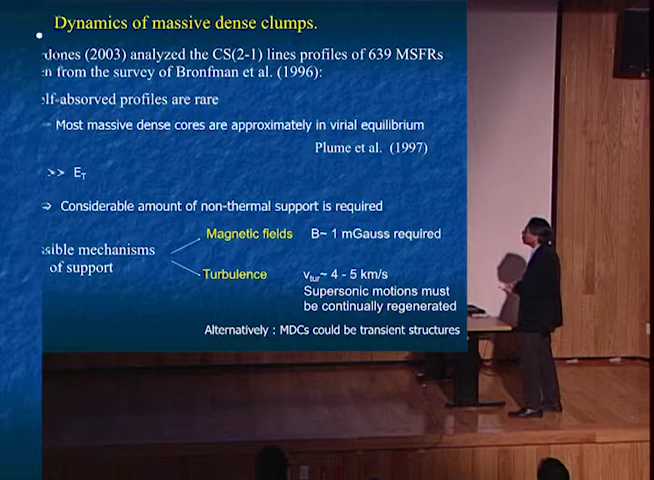 Dynamics of massive dense clumps.
dones (2003) analyzed the CS(2-1) lines profiles of 639 MSFRs
en from the survey of Bronfman et al. (1996):
elf-absorved profiles are rare
Most massive dense cores are approximately in virial equilibrium
Plume et al. (1997)
>> E_T
⇒ Considerable amount of non-thermal support is required
Magnetic fields B~ 1 mGauss required
sible mechanisms
of support
Turbulence v_tur ~ 4 - 5 km/s
Supersonic motions must
be continually regenerated
Alternatively : MDCs could be transient structures